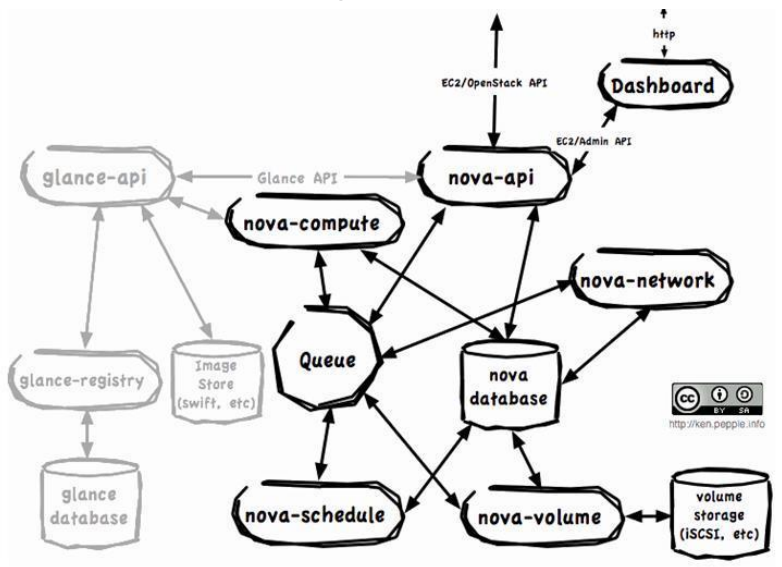 http
EC2/OpenStack API
Dashboard
EC2/Admin API
glance-api
Glance API
nova-api
nova-compute
nova-network
Queue
Image
Store
(swift, etc)
glance-registry
nova
database
cc
BY SA
http://ken.pepple.info
glance
database
nova-schedule
nova-volume
volume
storage
(iSCSI, etc)